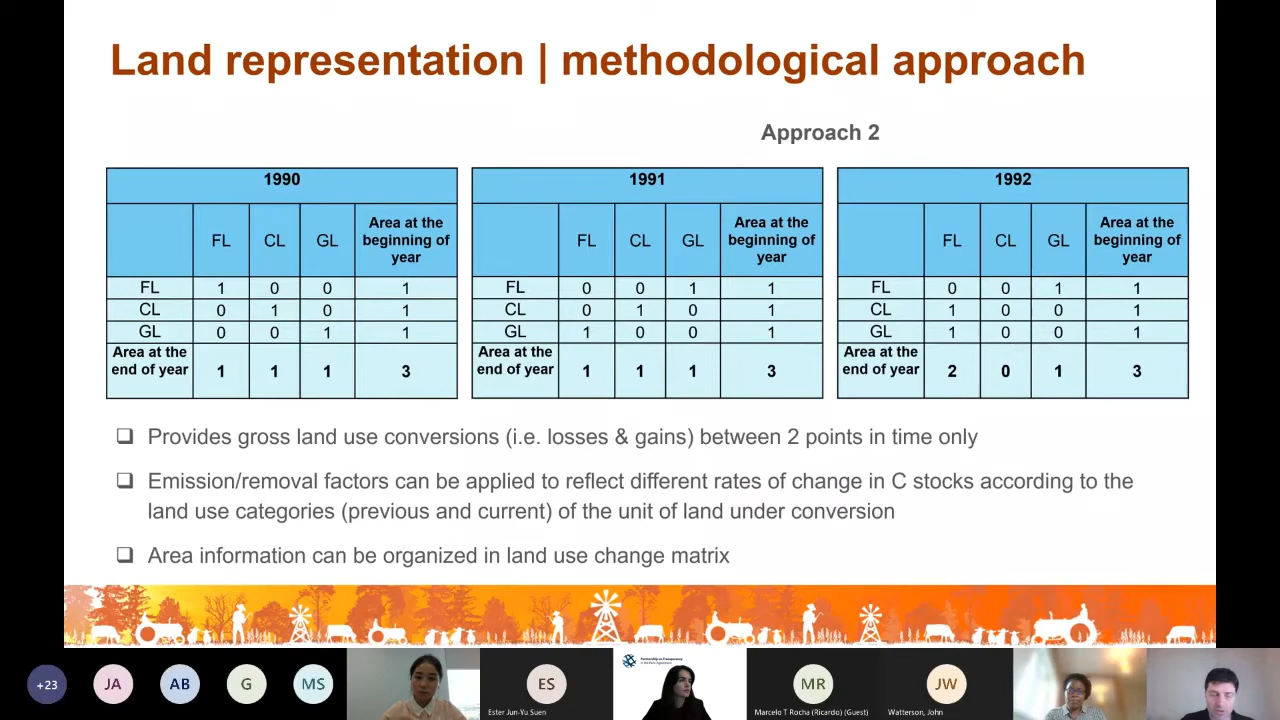 Land representation | methodological approach
Approach 2
1990
FL CL GL Area at the beginning of year
FL 1 0 0 1
CL 0 1 0 1
GL 0 0 1 1
Area at the end of year 1 1 1 3
1991
FL CL GL Area at the beginning of year
FL 0 0 1 1
CL 0 1 0 1
GL 1 0 0 1
Area at the end of year 1 1 1 3
1992
FL CL GL Area at the beginning of year
FL 0 0 1 1
CL 1 0 0 1
GL 1 0 0 1
Area at the end of year 2 0 1 3
Provides gross land use conversions (i.e. losses & gains) between 2 points in time only
Emission/removal factors can be applied to reflect different rates of change in C stocks according to the
land use categories (previous and current) of the unit of land under conversion
Area information can be organized in land use change matrix
+23
JA
AB
G
MS
ES
Ester Jun-Yu Suen
Partnership on Transparency
in the Paris Agreement
MR
Marcelo T Rocha (Ricardo) (Guest)
JW
Watterson, John